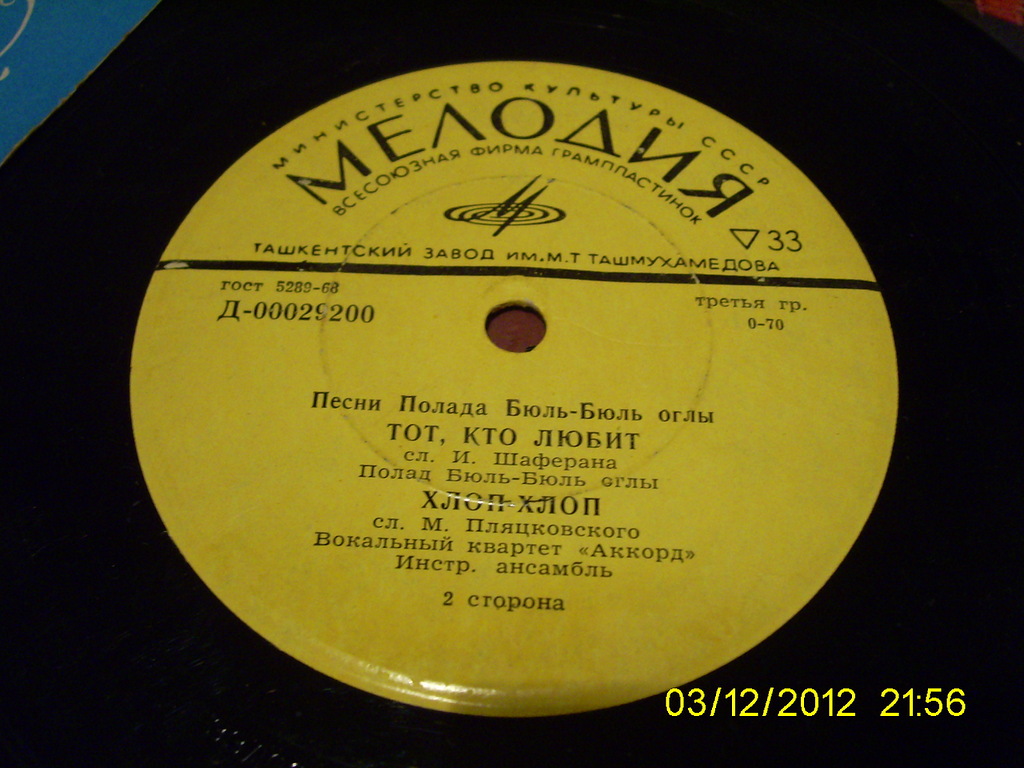 МИНИСТЕРСТВО КУЛЬТУРЫ СССР
МЕЛОДИЯ
ВСЕСОЮЗНАЯ ФИРМА ГРАМПЛАСТИНОК
33
ТАШКЕНТСКИЙ ЗАВОД ИМ.М.Т ТАШМУХАМЕДОВА
гост 5289-68
третья гр.
Д-00029200
0-70
Песни Полада Бюль-Бюль оглы
ТОТ, КТО ЛЮБИТ
сл. И. Шаферана
Полад Бюль-Бюль оглы
ХЛОП-ХЛОП
сл. М. Пляцковского
Вокальный квартет «Аккорд»
Инстр. ансамбль
2 сторона
03/12/2012 21:56